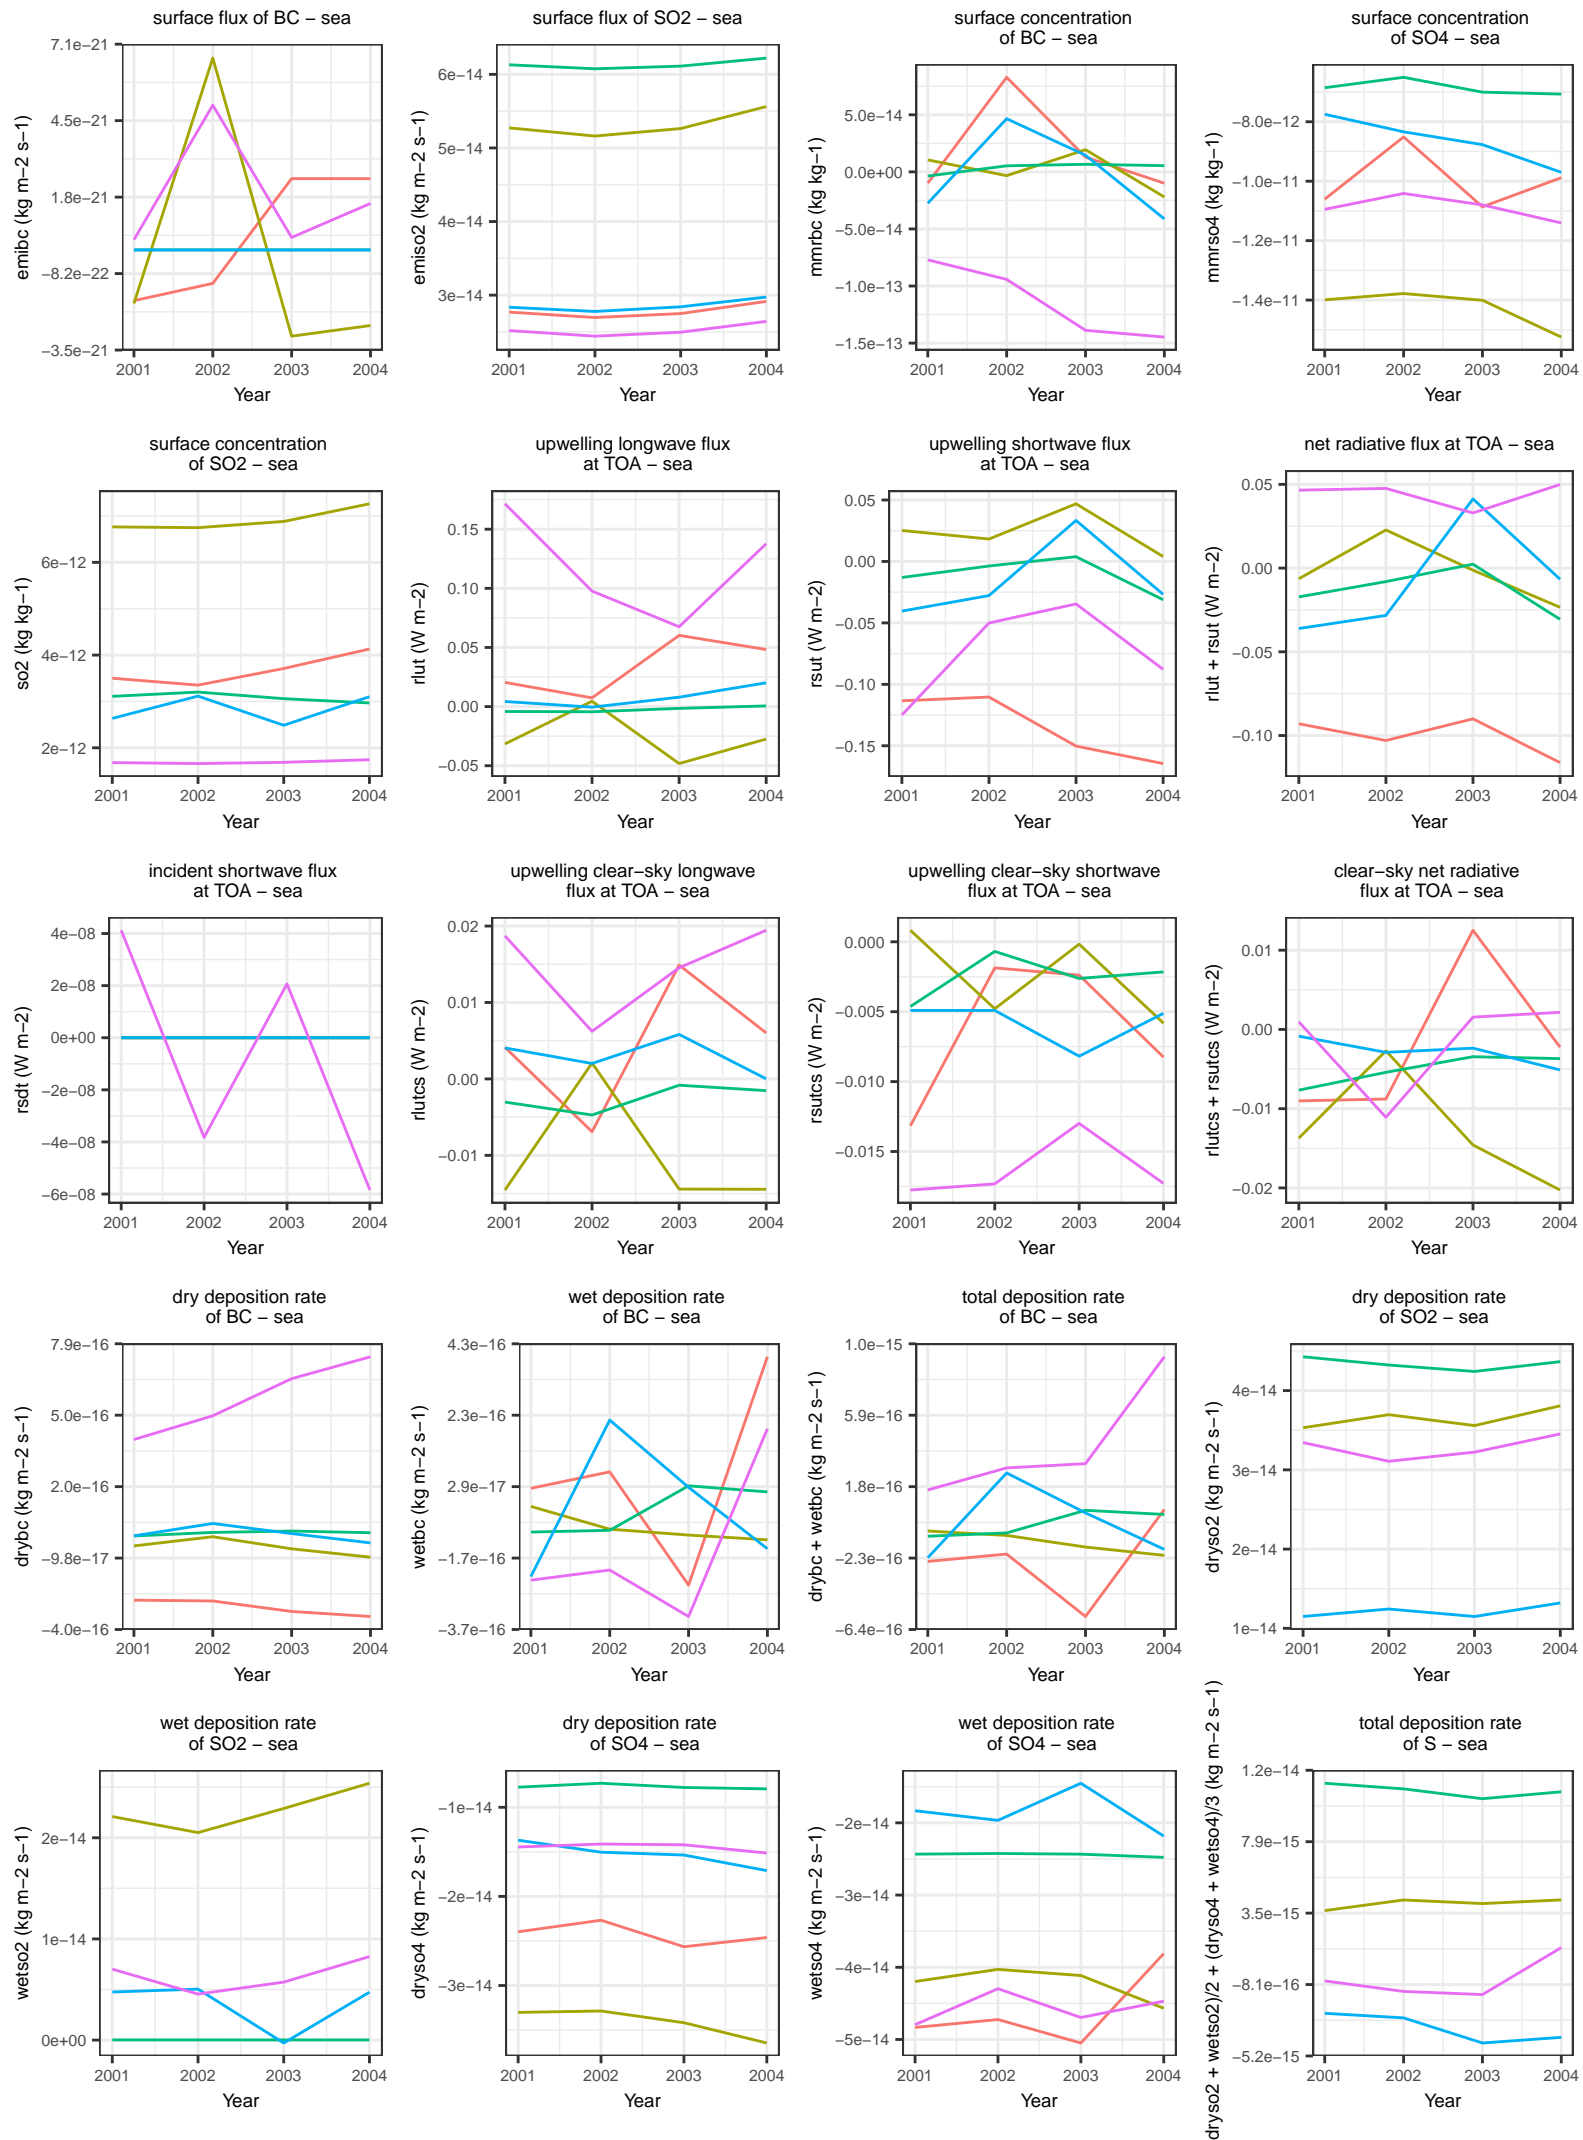 surface flux of BC − sea
7.1e−21
4.5e−21
1.8e−21
−8.2e−22
−3.5e−21
emibc (kg m−2 s−1)
2001 2002 2003 2004
Year
surface flux of SO2 − sea
6e−14
5e−14
4e−14
3e−14
emiso2 (kg m−2 s−1)
2001 2002 2003 2004
Year
surface concentration
of BC − sea
5.0e−14
0.0e+00
−5.0e−14
−1.0e−13
−1.5e−13
mmrbc (kg kg−1)
2001 2002 2003 2004
Year
surface concentration
of SO4 − sea
−8.0e−12
−1.0e−11
−1.2e−11
−1.4e−11
mmrso4 (kg kg−1)
2001 2002 2003 2004
Year
surface concentration
of SO2 − sea
6e−12
4e−12
2e−12
so2 (kg kg−1)
2001 2002 2003 2004
Year
upwelling longwave flux
at TOA − sea
0.15
0.10
0.05
0.00
−0.05
rlut (W m−2)
2001 2002 2003 2004
Year
upwelling shortwave flux
at TOA − sea
0.05
0.00
−0.05
−0.10
−0.15
rsut (W m−2)
2001 2002 2003 2004
Year
net radiative flux at TOA − sea
0.05
0.00
−0.05
−0.10
rlut + rsut (W m−2)
2001 2002 2003 2004
Year
incident shortwave flux
at TOA − sea
4e−08
2e−08
0e+00
−2e−08
−4e−08
−6e−08
rsdt (W m−2)
2001 2002 2003 2004
Year
upwelling clear−sky longwave
flux at TOA − sea
0.02
0.01
0.00
−0.01
rlutcs (W m−2)
2001 2002 2003 2004
Year
upwelling clear−sky shortwave
flux at TOA − sea
0.000
−0.005
−0.010
−0.015
rsutcs (W m−2)
2001 2002 2003 2004
Year
clear−sky net radiative
flux at TOA − sea
0.01
0.00
−0.01
−0.02
rlutcs + rsutcs (W m−2)
2001 2002 2003 2004
Year
dry deposition rate
of BC − sea
7.9e−16
5.0e−16
2.0e−16
−9.8e−17
−4.0e−16
drybc (kg m−2 s−1)
2001 2002 2003 2004
Year
wet deposition rate
of BC − sea
4.3e−16
2.3e−16
2.9e−17
−1.7e−16
−3.7e−16
wetbc (kg m−2 s−1)
2001 2002 2003 2004
Year
total deposition rate
of BC − sea
1.0e−15
5.9e−16
1.8e−16
−2.3e−16
−6.4e−16
drybc + wetbc (kg m−2 s−1)
2001 2002 2003 2004
Year
dry deposition rate
of SO2 − sea
4e−14
3e−14
2e−14
1e−14
dryso2 (kg m−2 s−1)
2001 2002 2003 2004
Year
wet deposition rate
of SO2 − sea
2e−14
1e−14
0e+00
wetso2 (kg m−2 s−1)
2001 2002 2003 2004
Year
dry deposition rate
of SO4 − sea
−1e−14
−2e−14
−3e−14
dryso4 (kg m−2 s−1)
2001 2002 2003 2004
Year
wet deposition rate
of SO4 − sea
−2e−14
−3e−14
−4e−14
−5e−14
wetso4 (kg m−2 s−1)
2001 2002 2003 2004
Year
total deposition rate
of S − sea
1.2e−14
7.9e−15
3.5e−15
−8.1e−16
−5.2e−15
dryso2 + wetso2)/2 + (dryso4 + wetso4)/3 (kg m−2 s−1)
2001 2002 2003 2004
Year